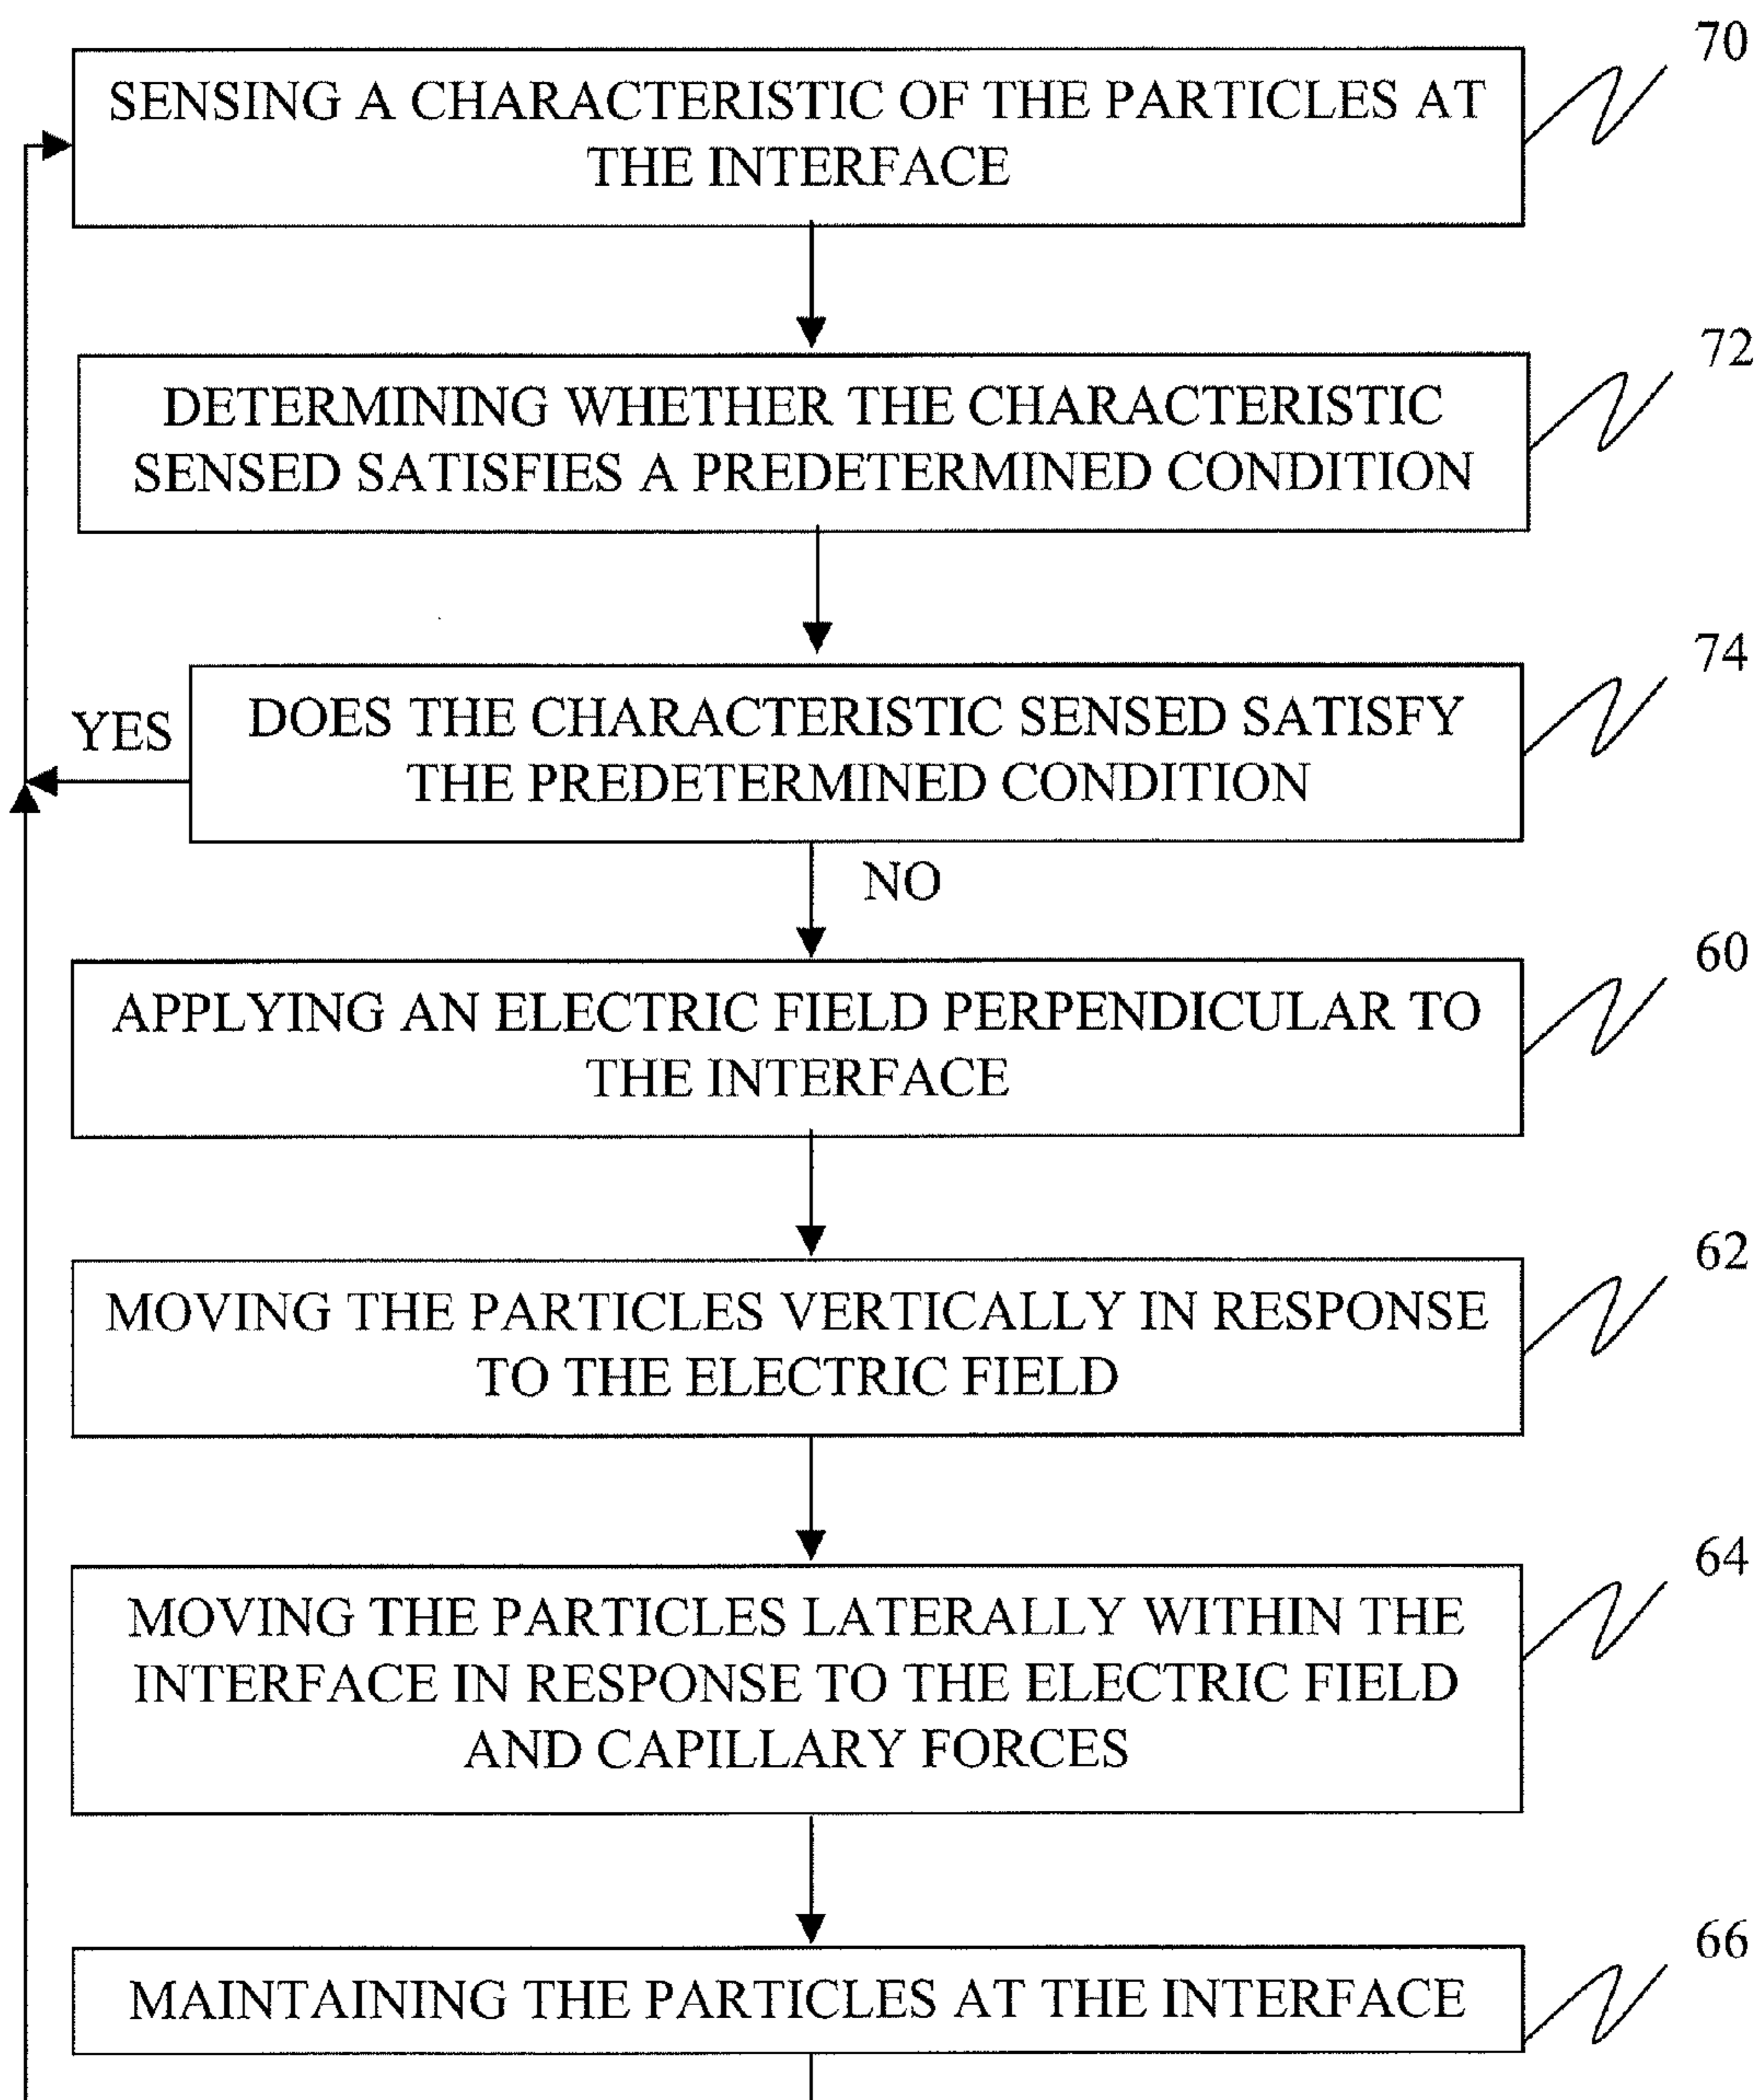 70
SENSING A CHARACTERISTIC OF THE PARTICLES AT
THE INTERFACE
72
DETERMINING WHETHER THE CHARACTERISTIC
SENSED SATISFIES A PREDETERMINED CONDITION
74
YES
DOES THE CHARACTERISTIC SENSED SATISFY
THE PREDETERMINED CONDITION
NO
60
APPLYING AN ELECTRIC FIELD PERPENDICULAR TO
THE INTERFACE
62
MOVING THE PARTICLES VERTICALLY IN RESPONSE
TO THE ELECTRIC FIELD
64
MOVING THE PARTICLES LATERALLY WITHIN THE
INTERFACE IN RESPONSE TO THE ELECTRIC FIELD
AND CAPILLARY FORCES
66
MAINTAINING THE PARTICLES AT THE INTERFACE